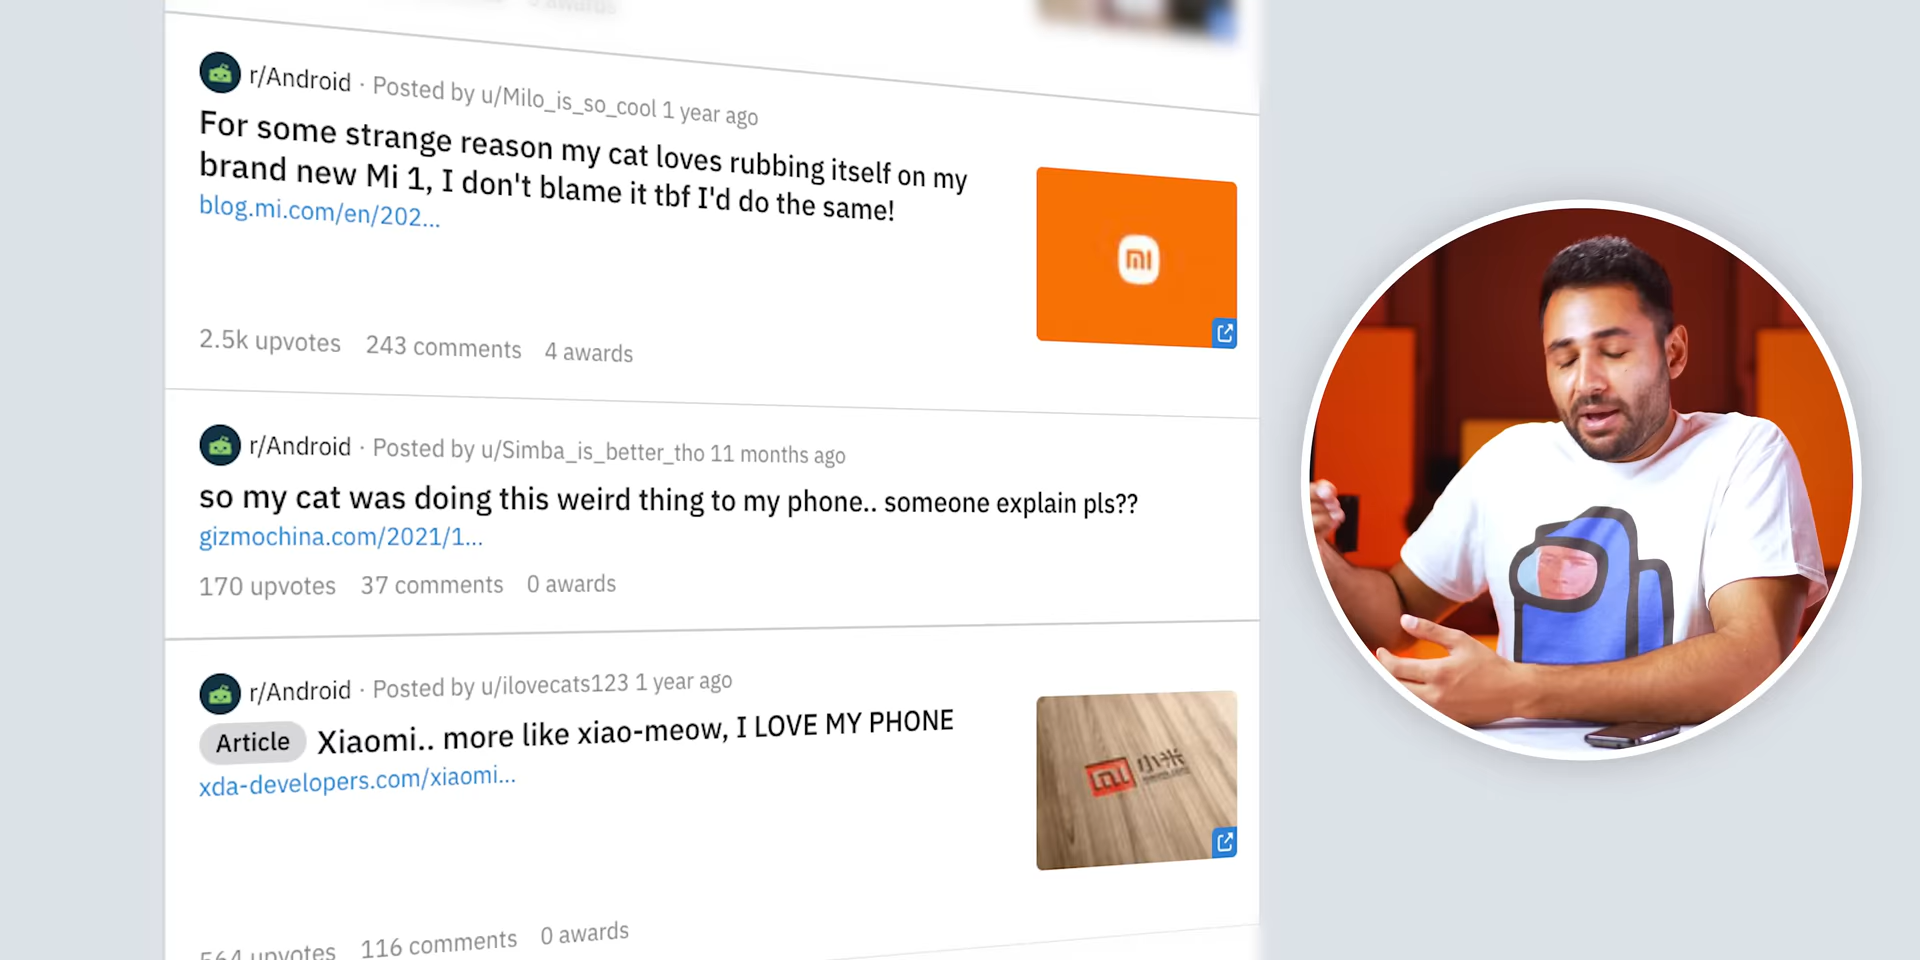 0 awards
r/Android · Posted by u/Milo_is_so_cool 1 year ago
For some strange reason my cat loves rubbing itself on my
brand new Mi 1, I don't blame it tbf I'd do the same!
blog.mi.com/en/202...
mi
2.5k upvotes 243 comments 4 awards
r/Android · Posted by u/Simba_is_better_tho 11 months ago
so my cat was doing this weird thing to my phone.. someone explain pls??
gizmochina.com/2021/1...
170 upvotes 37 comments 0 awards
r/Android · Posted by u/ilovecats123 1 year ago
Article Xiaomi.. more like xiao-meow, I LOVE MY PHONE
xda-developers.com/xiaomi...
mi 小米
564 upvotes 116 comments 0 awards